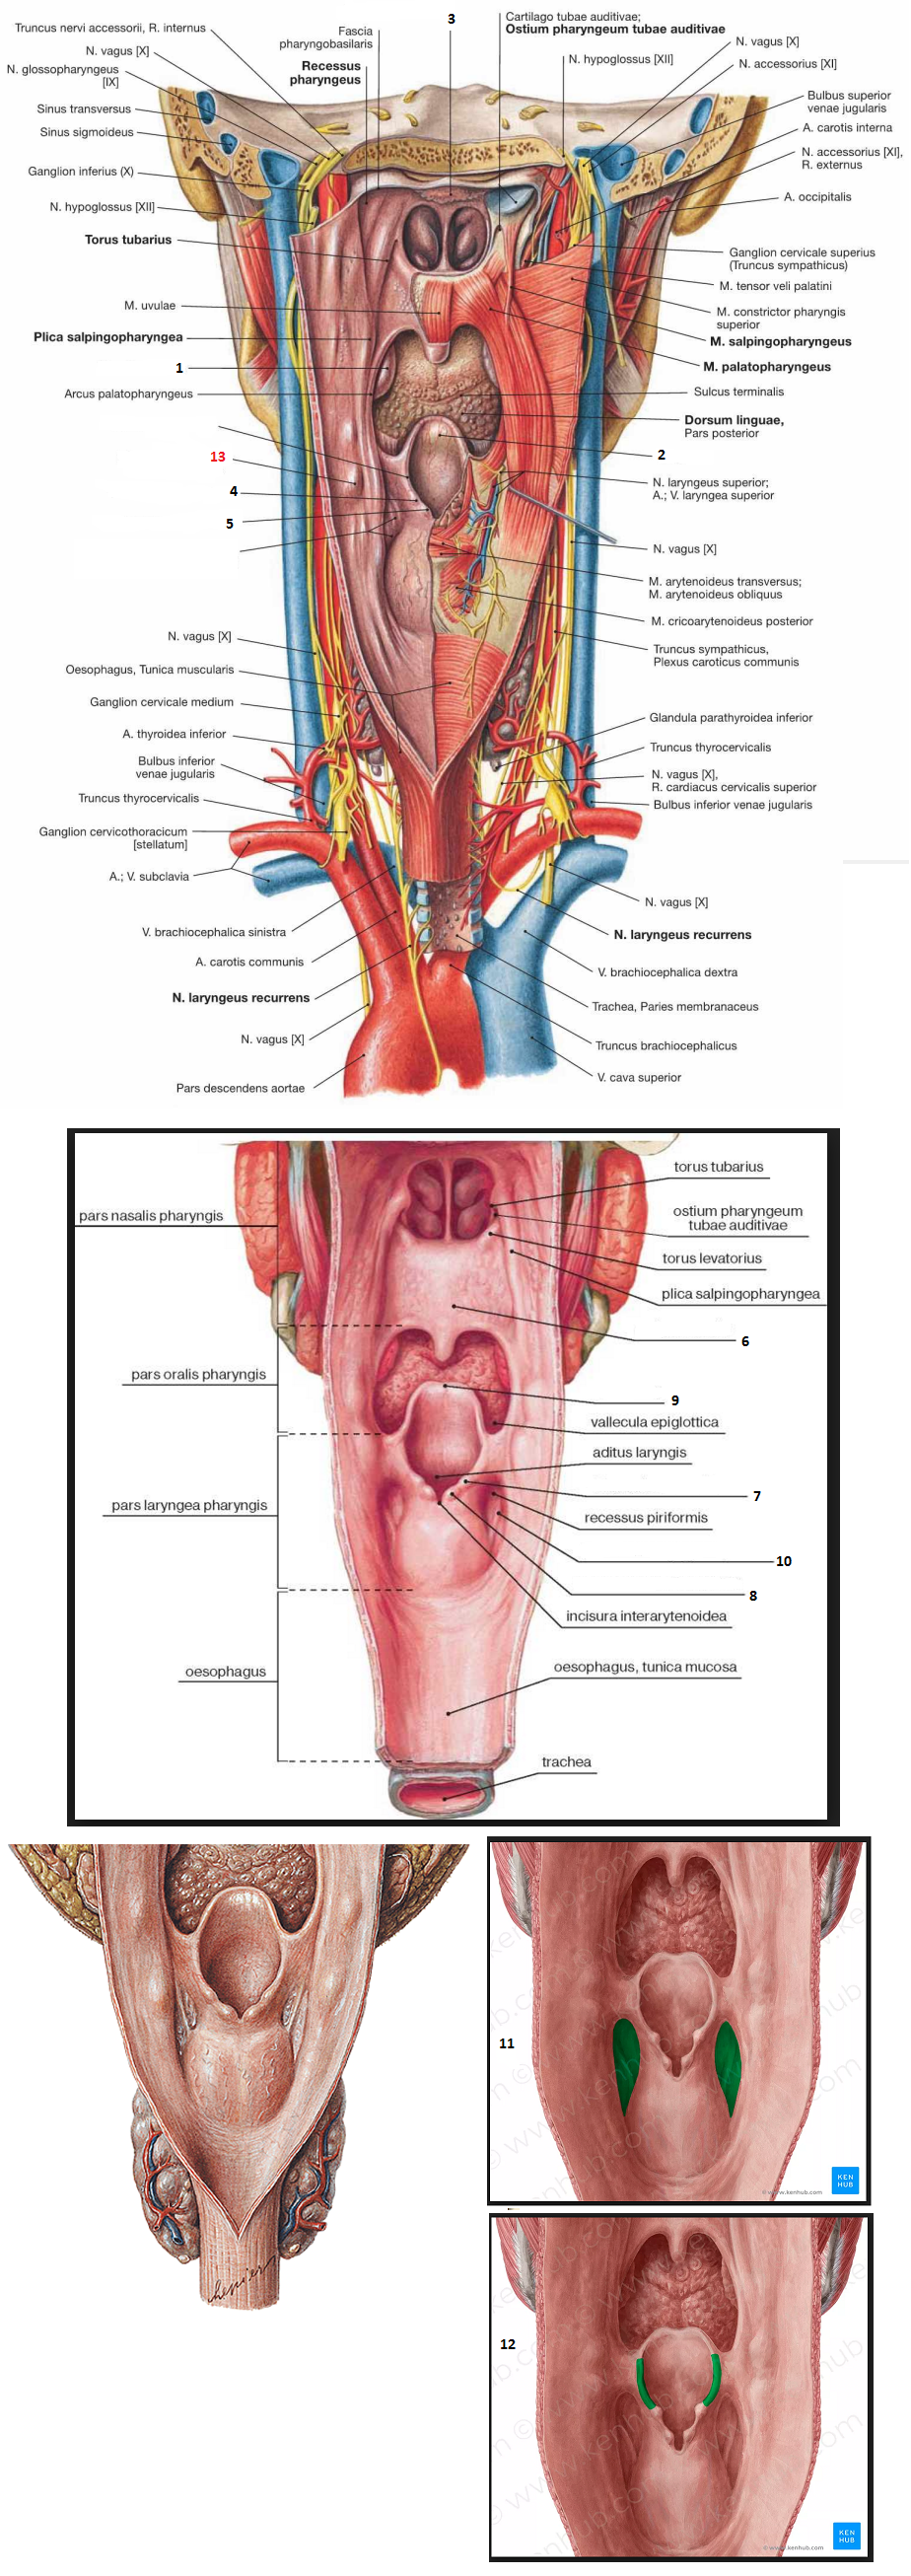 3
Cartilago tubae auditivae;
Ostium pharyngeum tubae auditivae
Truncus nervi accessorii, R. internus
Fascia
pharyngobasilaris
N. vagus [X]
N. vagus [X]
N. hypoglossus [XII]
N. accessorius [XI]
N. glossopharyngeus
[IX]
Recessus
pharyngeus
Sinus transversus
Bulbus superior
venae jugularis
Sinus sigmoideus
A. carotis interna
N. accessorius [XI],
R. externus
Ganglion inferius (X)
A. occipitalis
N. hypoglossus [XII]
Torus tubarius
Ganglion cervicale superius
(Truncus sympathicus)
M. tensor veli palatini
M. uvulae
M. constrictor pharyngis
superior
Plica salpingopharyngea
M. salpingopharyngeus
1
M. palatopharyngeus
Arcus palatopharyngeus
Sulcus terminalis
Dorsum linguae,
Pars posterior
13
2
4
N. laryngeus superior;
A.; V. laryngea superior
5
N. vagus [X]
M. arytenoideus transversus;
M. arytenoideus obliquus
M. cricoarytenoideus posterior
N. vagus [X]
Truncus sympathicus,
Plexus caroticus communis
Oesophagus, Tunica muscularis
Ganglion cervicale medium
Glandula parathyroidea inferior
A. thyroidea inferior
Truncus thyrocervicalis
Bulbus inferior
venae jugularis
N. vagus [X],
R. cardiacus cervicalis superior
Truncus thyrocervicalis
Bulbus inferior venae jugularis
Ganglion cervicothoracicum
[stellatum]
A.; V. subclavia
N. vagus [X]
V. brachiocephalica sinistra
N. laryngeus recurrens
A. carotis communis
V. brachiocephalica dextra
N. laryngeus recurrens
Trachea, Paries membranaceus
N. vagus [X]
Truncus brachiocephalicus
Pars descendens aortae
V. cava superior
torus tubarius
pars nasalis pharyngis
ostium pharyngeum
tubae auditivae
torus levatorius
plica salpingopharyngea
6
pars oralis pharyngis
9
vallecula epiglottica
aditus laryngis
7
pars laryngea pharyngis
recessus piriformis
10
8
incisura interarytenoidea
oesophagus
oesophagus, tunica mucosa
trachea
11
KEN
HUB
© www.kenhub.com
12
KEN
HUB
© www.kenhub.com